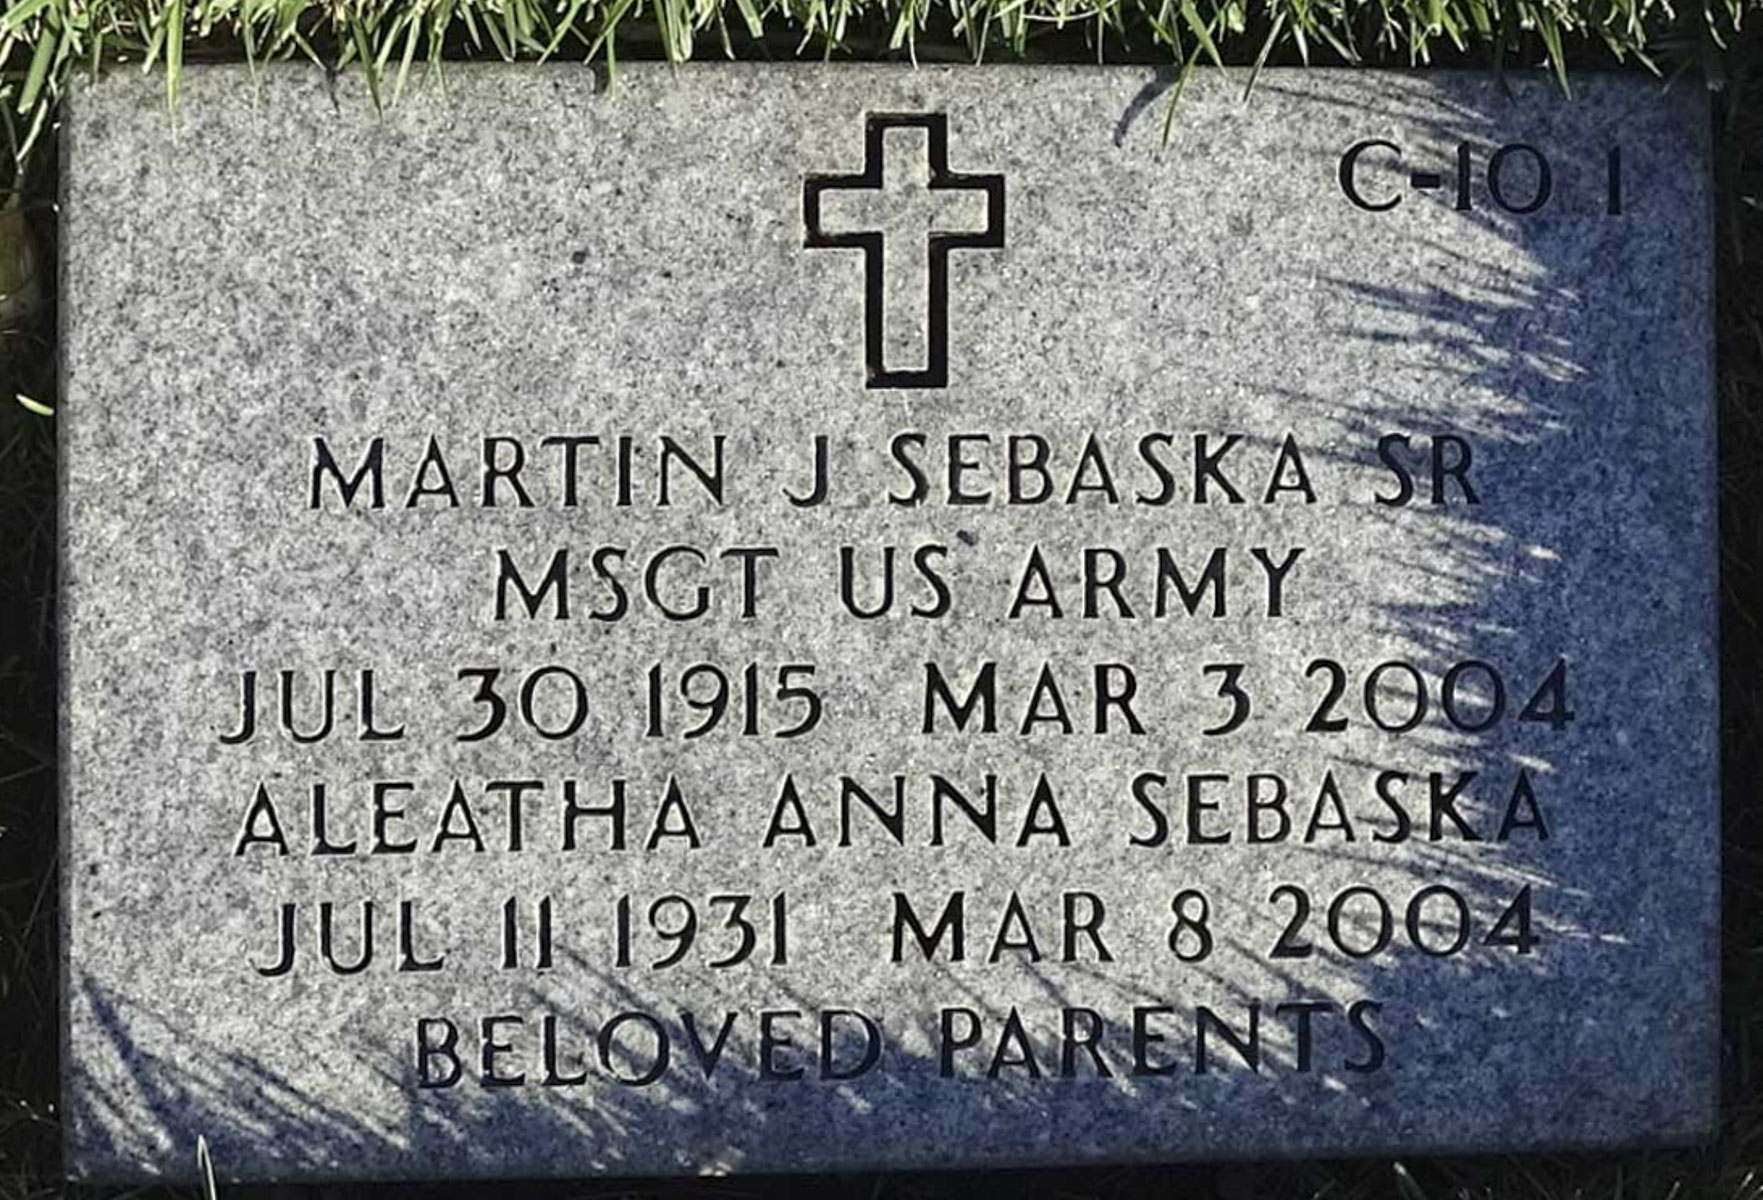 C-10 1
MARTIN J SEBASKA SR
MSGT US ARMY
JUL 30 1915 MAR 3 2004
ALEATHA ANNA SEBASKA
JUL 11 1931 MAR 8 2004
BELOVED PARENTS